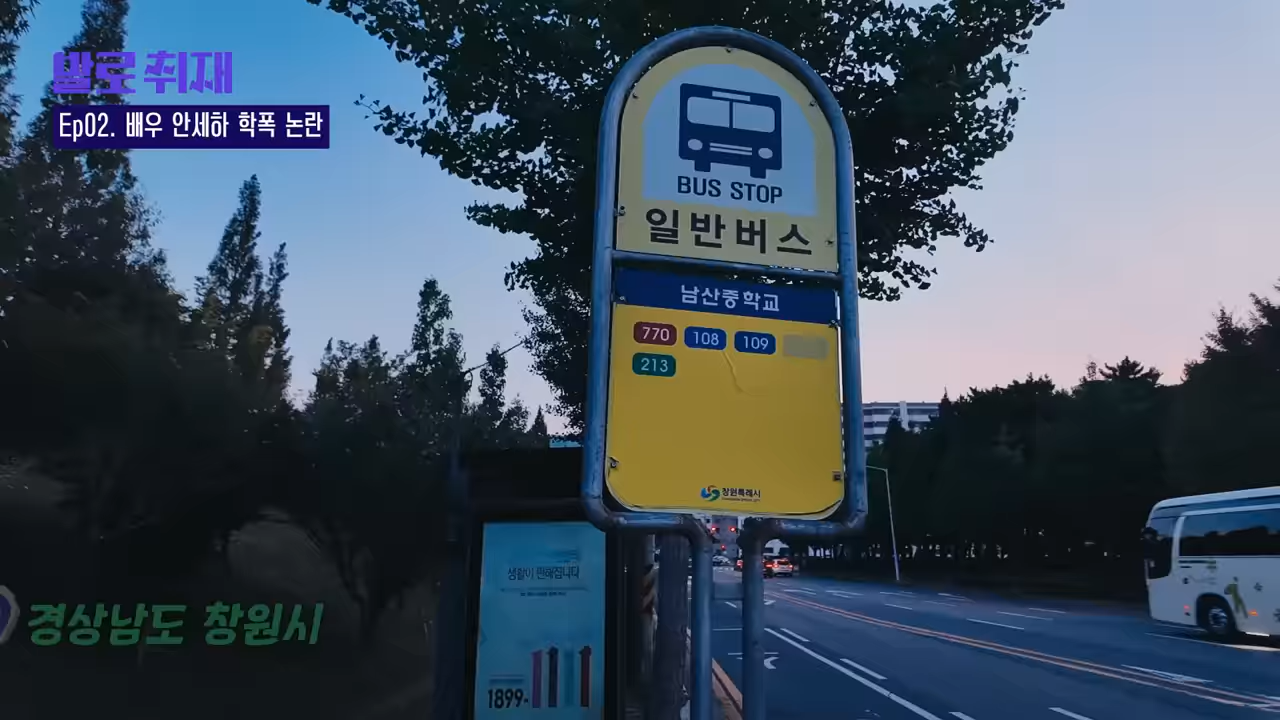 발로취재
Ep02. 배우 안세하 학폭 논란
BUS STOP
일반버스
남산중학교
770 108 109
213
창원특례시
생활이 편해집니다
1899-
경상남도 창원시